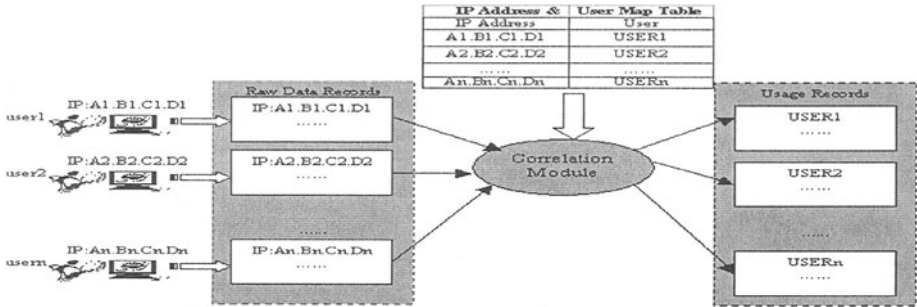 IP Address & User Map Table
IP Address User
A1.B1.C1.D1 USER1
A2.B2.C2.D2 USER2
...... ......
An.Bn.Cn.Dn USERn
Raw Data Records
Usage Records
user1
IP:A1.B1.C1.D1
IP:A1.B1.C1.D1
......
USER1
......
user2
IP:A2.B2.C2.D2
IP:A2.B2.C2.D2
......
Correlation
Module
USER2
......
......
......
usern
IP:An.Bn.Cn.Dn
IP:An.Bn.Cn.Dn
......
USERn
......